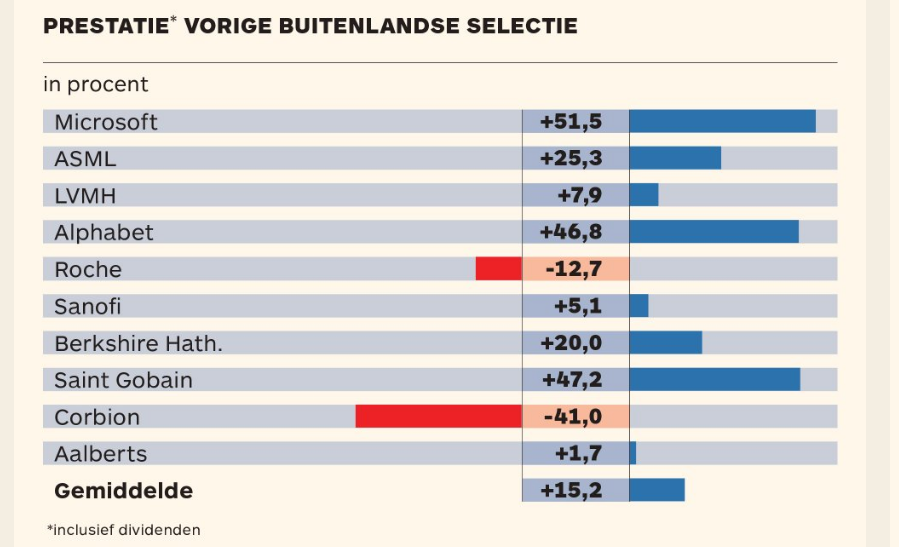 PRESTATIE* VORIGE BUITENLANDSE SELECTIE
in procent
Microsoft +51,5
ASML +25,3
LVMH +7,9
Alphabet +46,8
Roche -12,7
Sanofi +5,1
Berkshire Hath. +20,0
Saint Gobain +47,2
Corbion -41,0
Aalberts +1,7
Gemiddelde +15,2
*inclusief dividenden